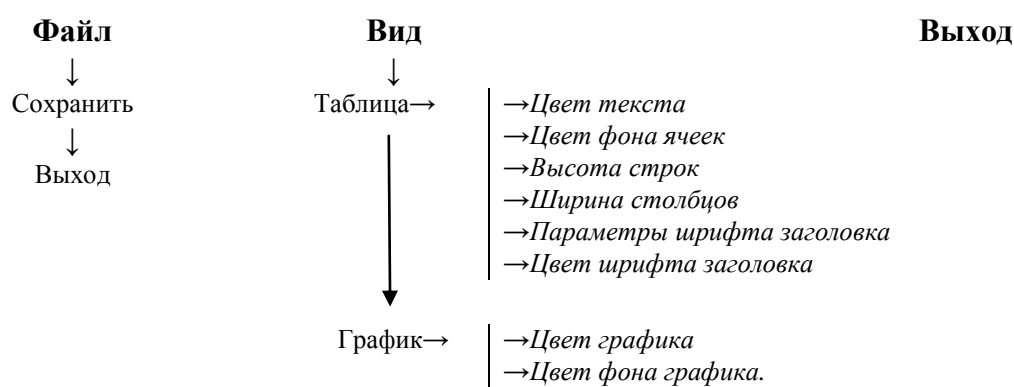 Файл Вид Выход
↓ ↓
Сохранить Таблица→ →Цвет текста
↓ →Цвет фона ячеек
Выход →Высота строк
→Ширина столбцов
→Параметры шрифта заголовка
→Цвет шрифта заголовка
График→ →Цвет графика
→Цвет фона графика.